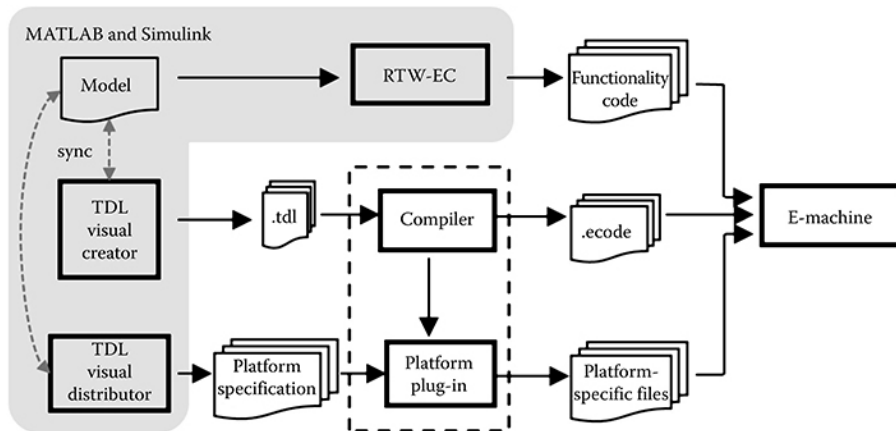 MATLAB and Simulink
Model
RTW-EC
Functionality
code
sync
TDL
visual
creator
.tdl
Compiler
.ecode
E-machine
TDL
visual
distributor
Platform
specification
Platform
plug-in
Platform-
specific files